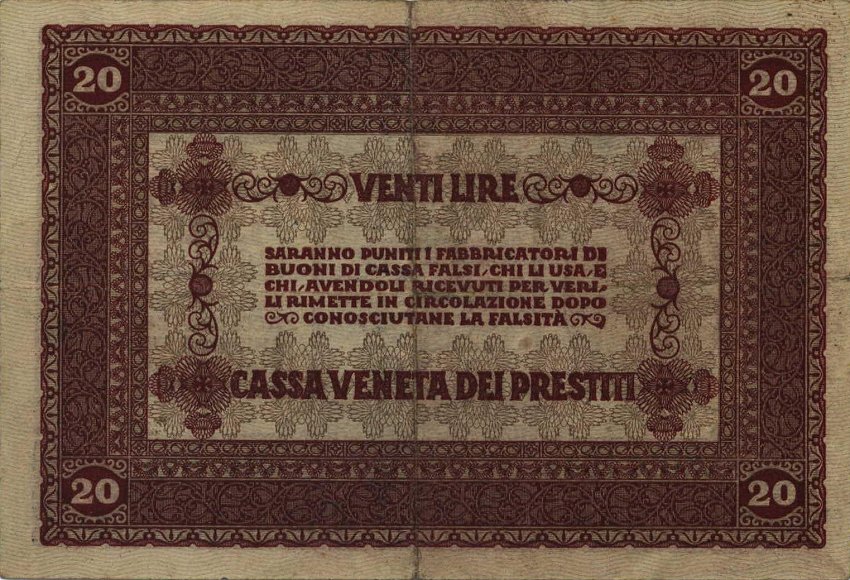 20
20
VENTI LIRE
SARANNO PUNITI I FABBRICATORI DI
BUONI DI CASSA FALSI, CHI LI USA, E
CHI, AVENDOLI RICEVUTI PER VERI,
LI RIMETTE IN CIRCOLAZIONE DOPO
CONOSCIUTANE LA FALSITÀ
CASSA VENETA DEI PRESTITI
20
20